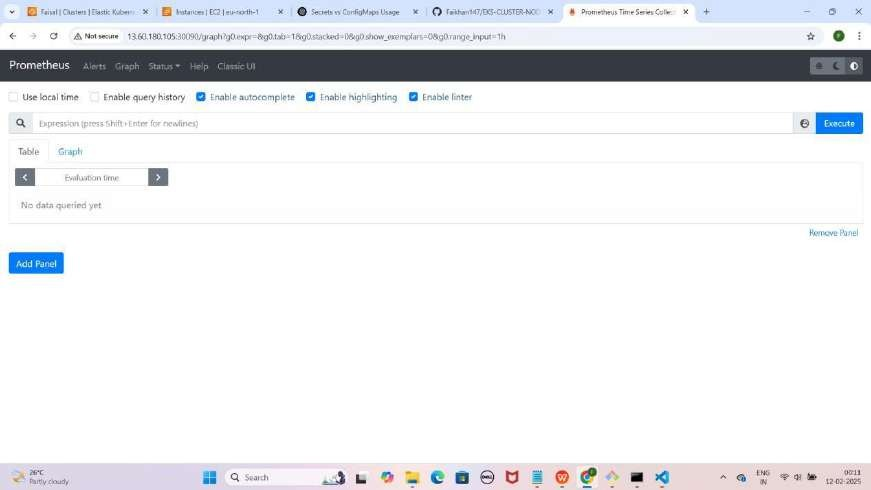 Faisal | Clusters | Elastic Kuberne
Instances | EC2 | eu-north-1
Secrets vs ConfigMaps Usage
Faikhan147/EKS-CLUSTER-NOD
Prometheus Time Series Collec
Not secure
13.60.180.105:30090/graph?g0.expr=&g0.tab=1&g0.stacked=0&g0.show_exemplars=0&g0.range_input=1h
Prometheus
Alerts
Graph
Status
Help
Classic UI
Use local time
Enable query history
Enable autocomplete
Enable highlighting
Enable linter
Expression (press Shift+Enter for newlines)
Execute
Table
Graph
Evaluation time
No data queried yet
Remove Panel
Add Panel
26°C
Partly cloudy
Search
DELL
ENG
IN
00:11
12-02-2025